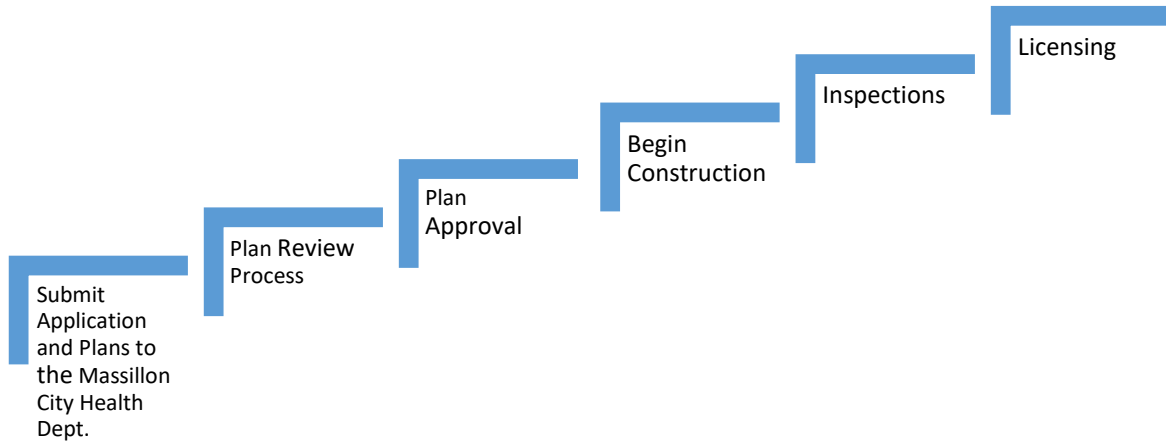 Submit
Application
and Plans to
the Massillon
City Health
Dept.
Plan Review
Process
Plan
Approval
Begin
Construction
Inspections
Licensing